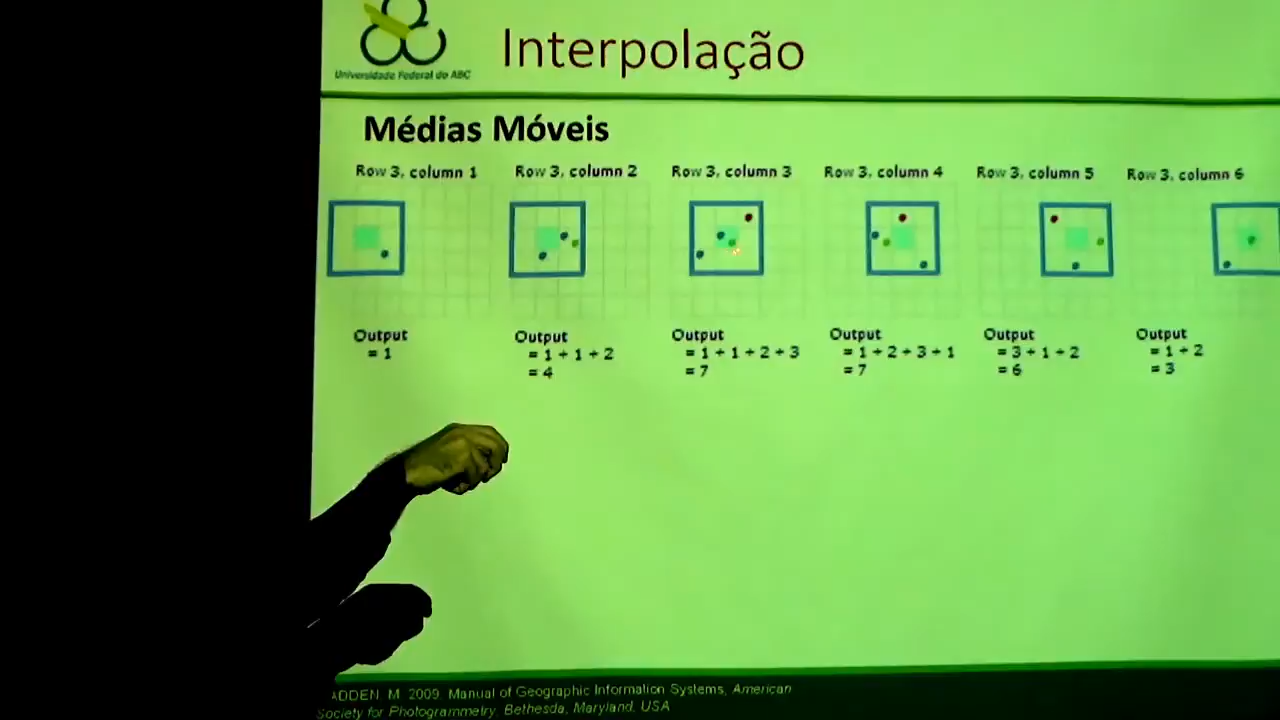 Universidade Federal do ABC
Interpolação
Médias Móveis
Row 3, column 1
Row 3, column 2
Row 3, column 3
Row 3, column 4
Row 3, column 5
Row 3, column 6
Output
= 1
Output
= 1 + 1 + 2
= 4
Output
= 1 + 1 + 2 + 3
= 7
Output
= 1 + 2 + 3 + 1
= 7
Output
= 3 + 1 + 2
= 6
Output
= 1 + 2
= 3
ADDEN, M. 2009. Manual of Geographic Information Systems, American
Society for Photogrammetry, Bethesda, Maryland, USA